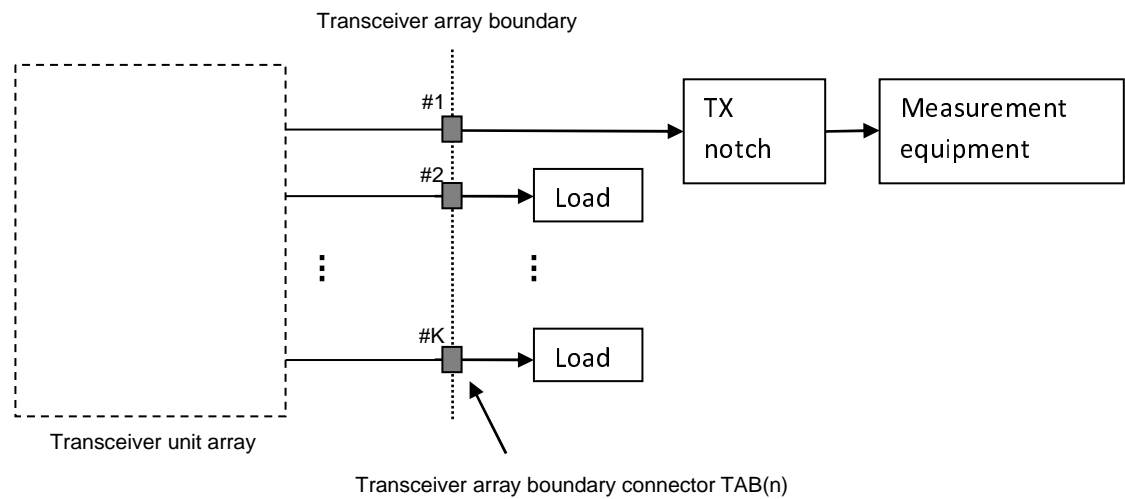 Transceiver array boundary
#1
TX
notch
Measurement
equipment
#2
Load
#K
Load
Transceiver unit array
Transceiver array boundary connector TAB(n)